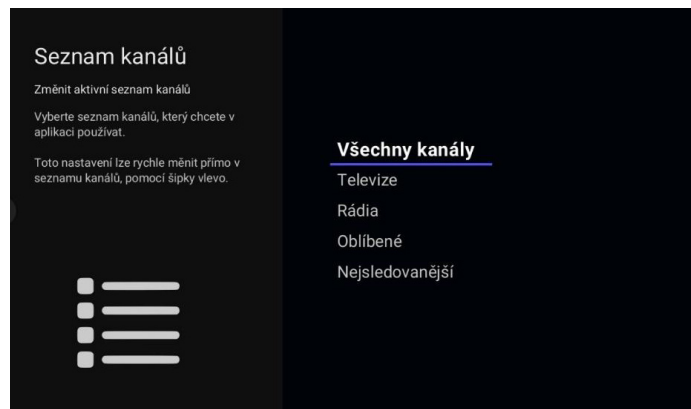 Seznam kanálů
Změnit aktivní seznam kanálů
Vyberte seznam kanálů, který chcete v
aplikaci používat.
Toto nastavení lze rychle měnit přímo v
seznamu kanálů, pomocí šipky vlevo.
Všechny kanály
Televize
Rádia
Oblíbené
Nejsledovanější